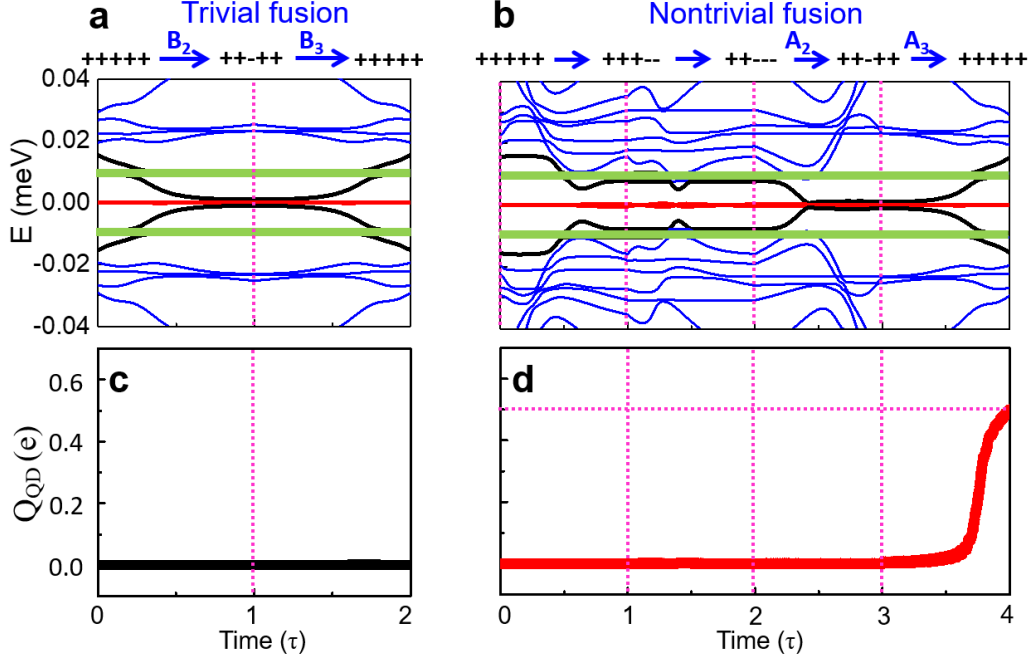 a Trivial fusion
B2 B3
+++++ ++-++ +++++
b Nontrivial fusion
A2 A3
+++++ +++-- ++--- ++-++ +++++
E (meV)
0.04
0.02
0.00
-0.02
-0.04
c
d
QQD (e)
0.6
0.4
0.2
0.0
0 1 2
Time (τ)
0 1 2 3 4
Time (τ)